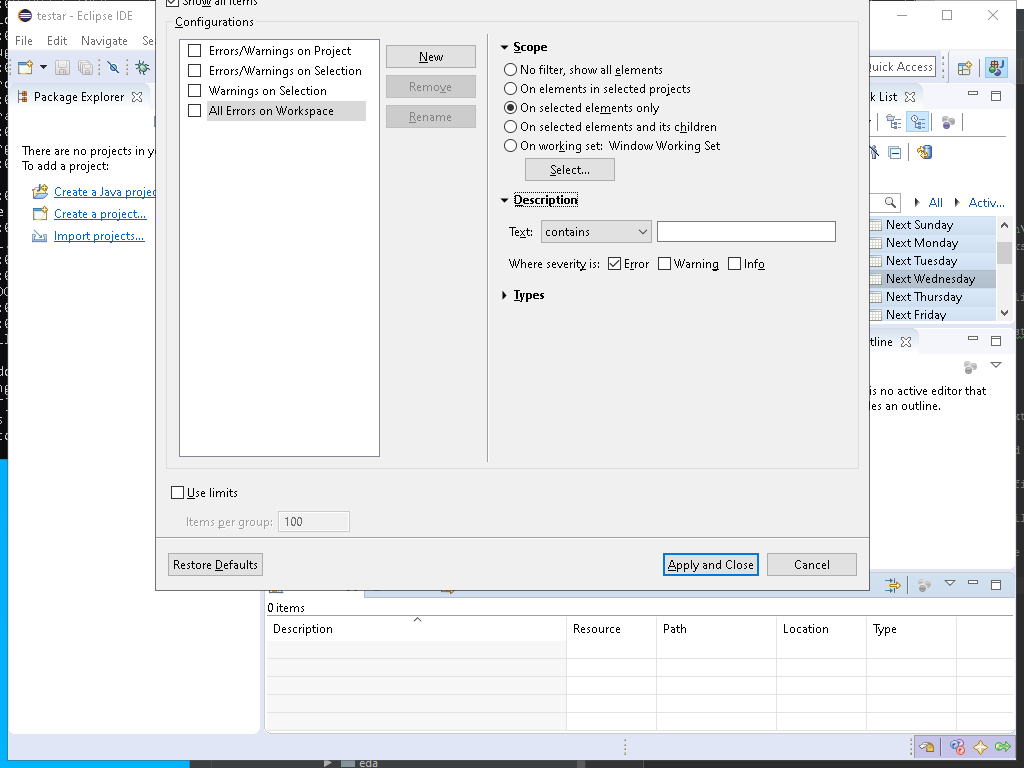 testar - Eclipse IDE
Show all items
File Edit Navigate Se
Quick Access
Package Explorer
There are no projects in y
To add a project:
Create a Java projec
Create a project...
Import projects...
Configurations
Errors/Warnings on Project
Errors/Warnings on Selection
Warnings on Selection
All Errors on Workspace
New
Remove
Rename
Scope
No filter, show all elements
On elements in selected projects
On selected elements only
On selected elements and its children
On working set: Window Working Set
Select...
Description
Text: contains
Where severity is: Error Warning Info
Types
Use limits
Items per group: 100
Restore Defaults
Apply and Close
Cancel
k List
All Activ...
Next Sunday
Next Monday
Next Tuesday
Next Wednesday
Next Thursday
Next Friday
tline
is no active editor that
les an outline.
0 items
Description Resource Path Location Type
eda